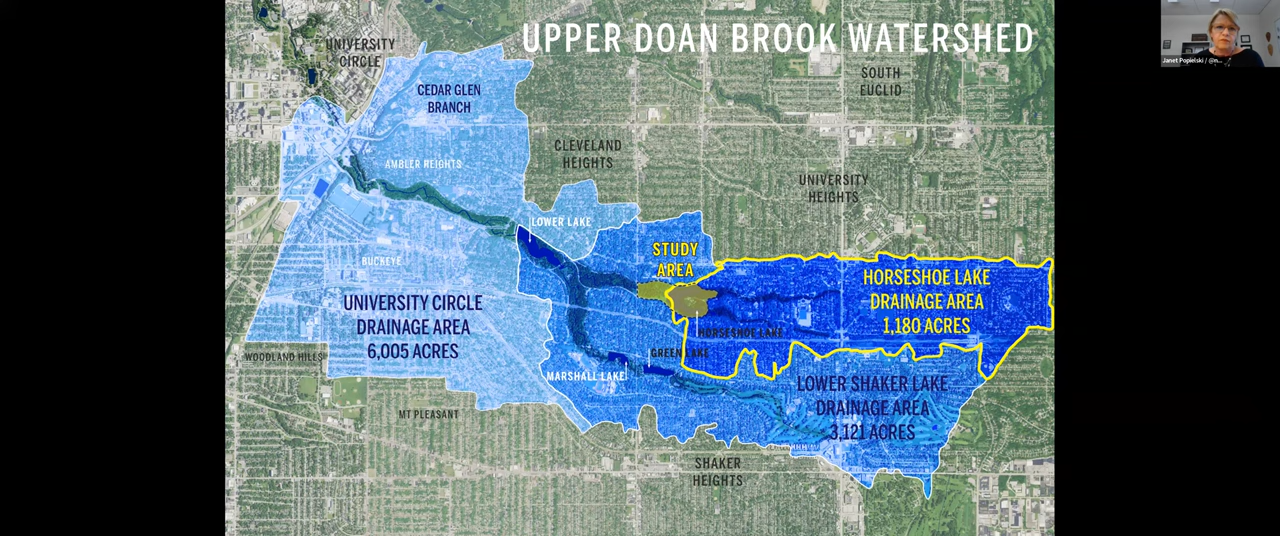 UPPER DOAN BROOK WATERSHED
UNIVERSITY
CIRCLE
SOUTH
EUCLID
CEDAR GLEN
BRANCH
CLEVELAND
HEIGHTS
AMBLER HEIGHTS
UNIVERSITY
HEIGHTS
LOWER LAKE
STUDY
AREA
BUCKEYE
HORSESHOE LAKE
DRAINAGE AREA
1,180 ACRES
UNIVERSITY CIRCLE
DRAINAGE AREA
6,005 ACRES
HORSESHOE LAKE
GREEN LAKE
WOODLAND HILLS
MARSHALL LAKE
LOWER SHAKER LAKE
DRAINAGE AREA
3,121 ACRES
MT PLEASANT
SHAKER
HEIGHTS
Janet Popielski / @n...